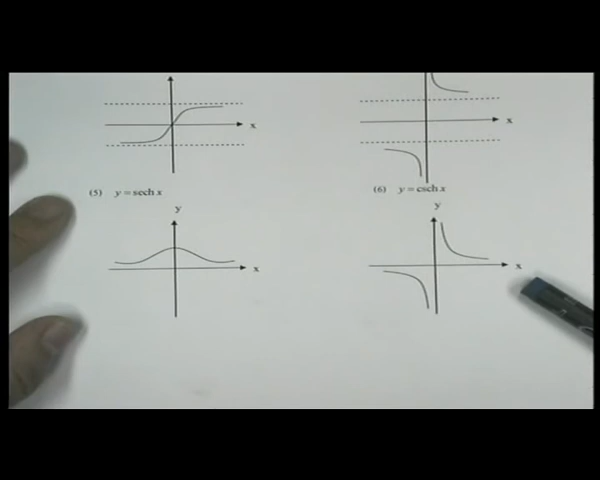 x
x
(5) y = sech x
(6) y = csch x
y
y
x
x